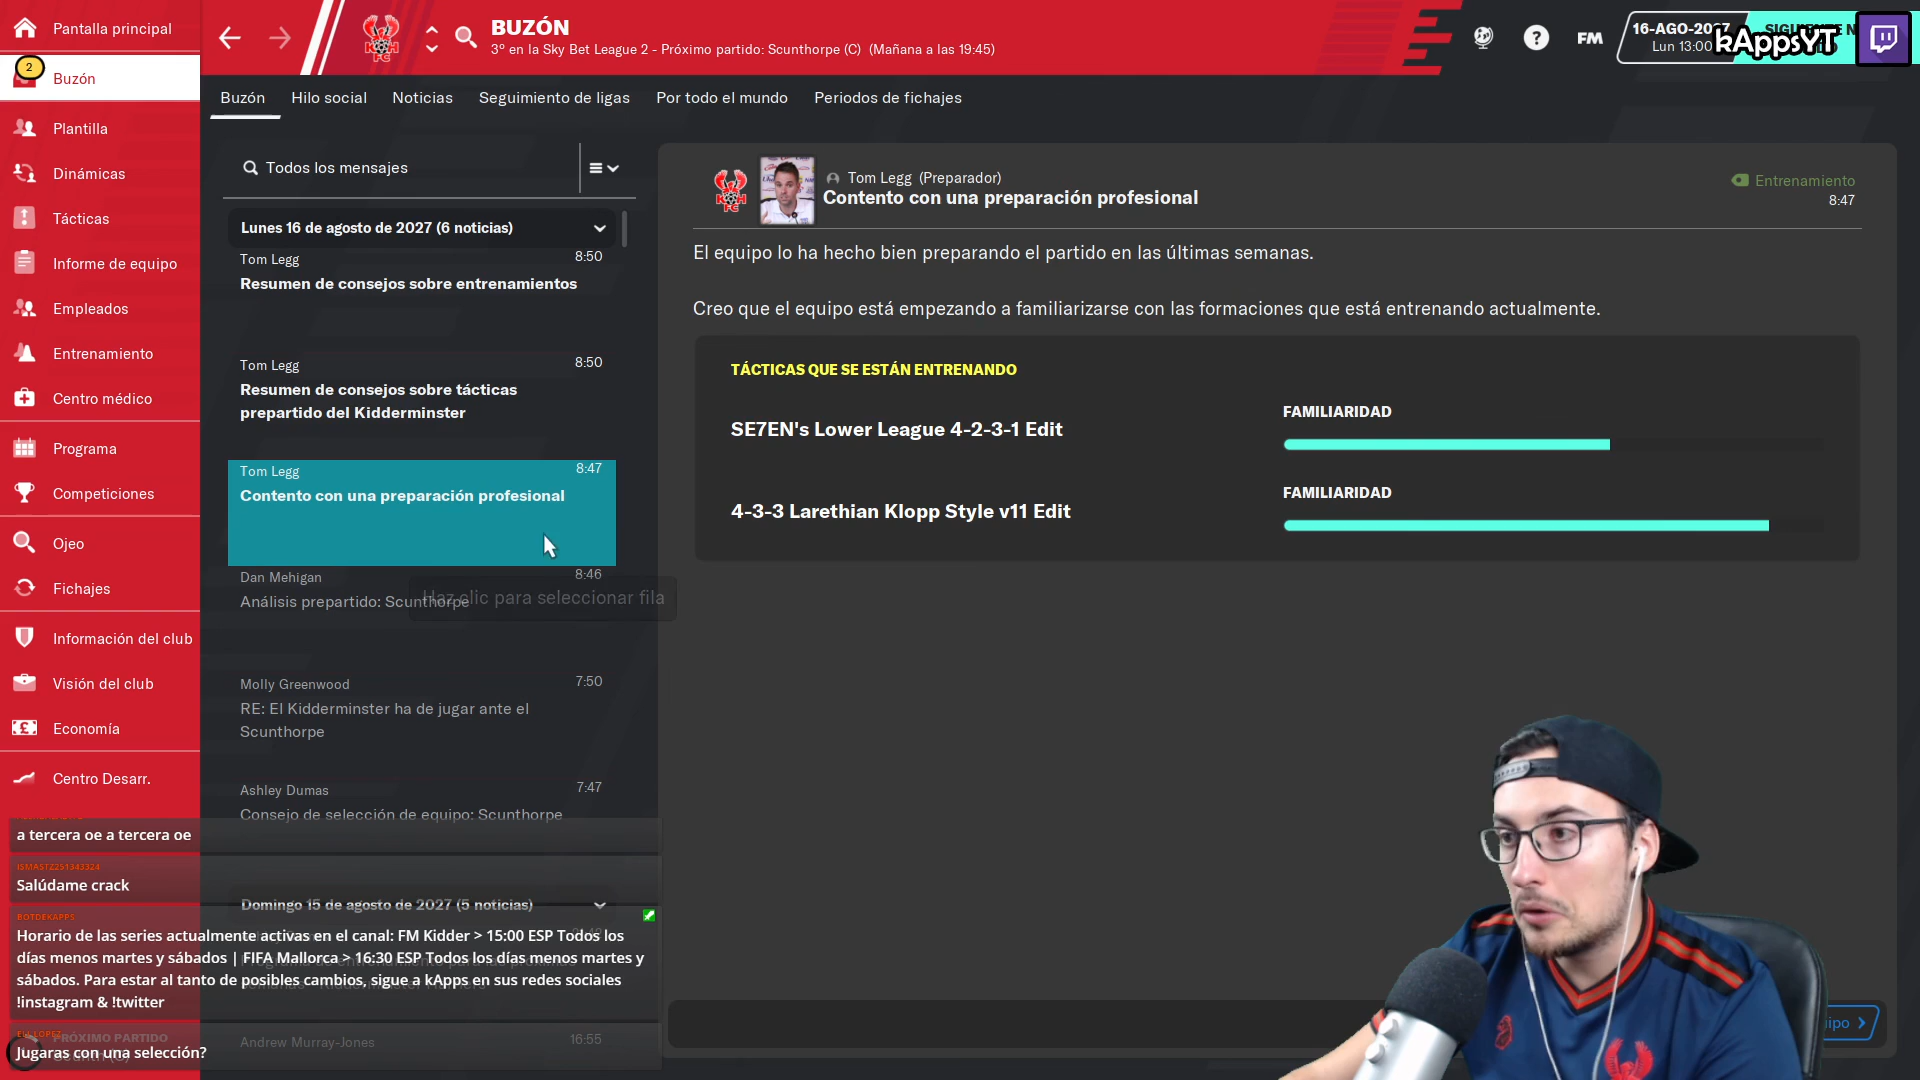 Pantalla principal
2
Buzón
Plantilla
Dinámicas
Tácticas
Informe de equipo
Empleados
Entrenamiento
Centro médico
Programa
Competiciones
Ojeo
Fichajes
Información del club
Visión del club
Economía
Centro Desarr.
BUZÓN
3º en la Sky Bet League 2 - Próximo partido: Scunthorpe (C) (Mañana a las 19:45)
FM
16-AGO-2027
Lun 13:00
SIGUIENTE
kAppsYT
Buzón
Hilo social
Noticias
Seguimiento de ligas
Por todo el mundo
Periodos de fichajes
Todos los mensajes
Lunes 16 de agosto de 2027 (6 noticias)
Tom Legg
8:50
Resumen de consejos sobre entrenamientos
Tom Legg
8:50
Resumen de consejos sobre tácticas
prepartido del Kidderminster
Tom Legg
8:47
Contento con una preparación profesional
Dan Mehigan
8:46
Análisis prepartido: Scunthorpe
Haz clic para seleccionar fila
Molly Greenwood
7:50
RE: El Kidderminster ha de jugar ante el
Scunthorpe
Ashley Dumas
7:47
Consejo de selección de equipo: Scunthorpe
Domingo 15 de agosto de 2027 (5 noticias)
Andrew Murray-Jones
16:55
Tom Legg (Preparador)
Contento con una preparación profesional
Entrenamiento
8:47
El equipo lo ha hecho bien preparando el partido en las últimas semanas.
Creo que el equipo está empezando a familiarizarse con las formaciones que está entrenando actualmente.
TÁCTICAS QUE SE ESTÁN ENTRENANDO
FAMILIARIDAD
SE7EN's Lower League 4-2-3-1 Edit
FAMILIARIDAD
4-3-3 Larethian Klopp Style v11 Edit
a tercera oe a tercera oe
ISMASTZ251343324
Salúdame crack
BOTDEKAPPS
Horario de las series actualmente activas en el canal: FM Kidder > 15:00 ESP Todos los
días menos martes y sábados | FIFA Mallorca > 16:30 ESP Todos los días menos martes y
sábados. Para estar al tanto de posibles cambios, sigue a kApps en sus redes sociales
!instagram & !twitter
PRÓXIMO PARTIDO
Jugaras con una selección?